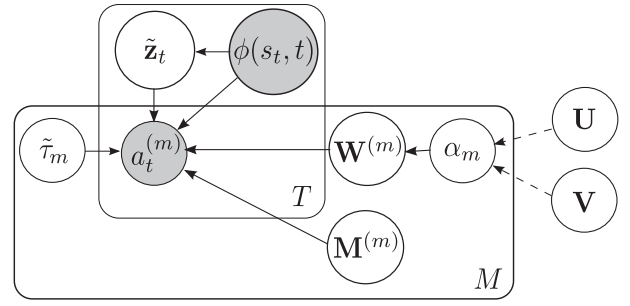 z̃_t
ϕ(s_t, t)
τ̃_m
a_t^(m)
W^(m)
α_m
U
V
T
M^(m)
M